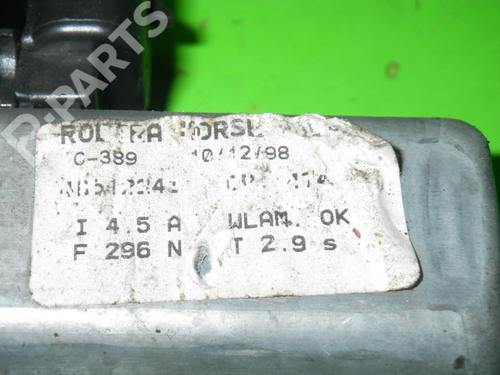 B-PARTS
ROLTRA MORSE
C-389 10/12/98
I 4.5 A WLAM. OK
F 296 N T 2.9 s